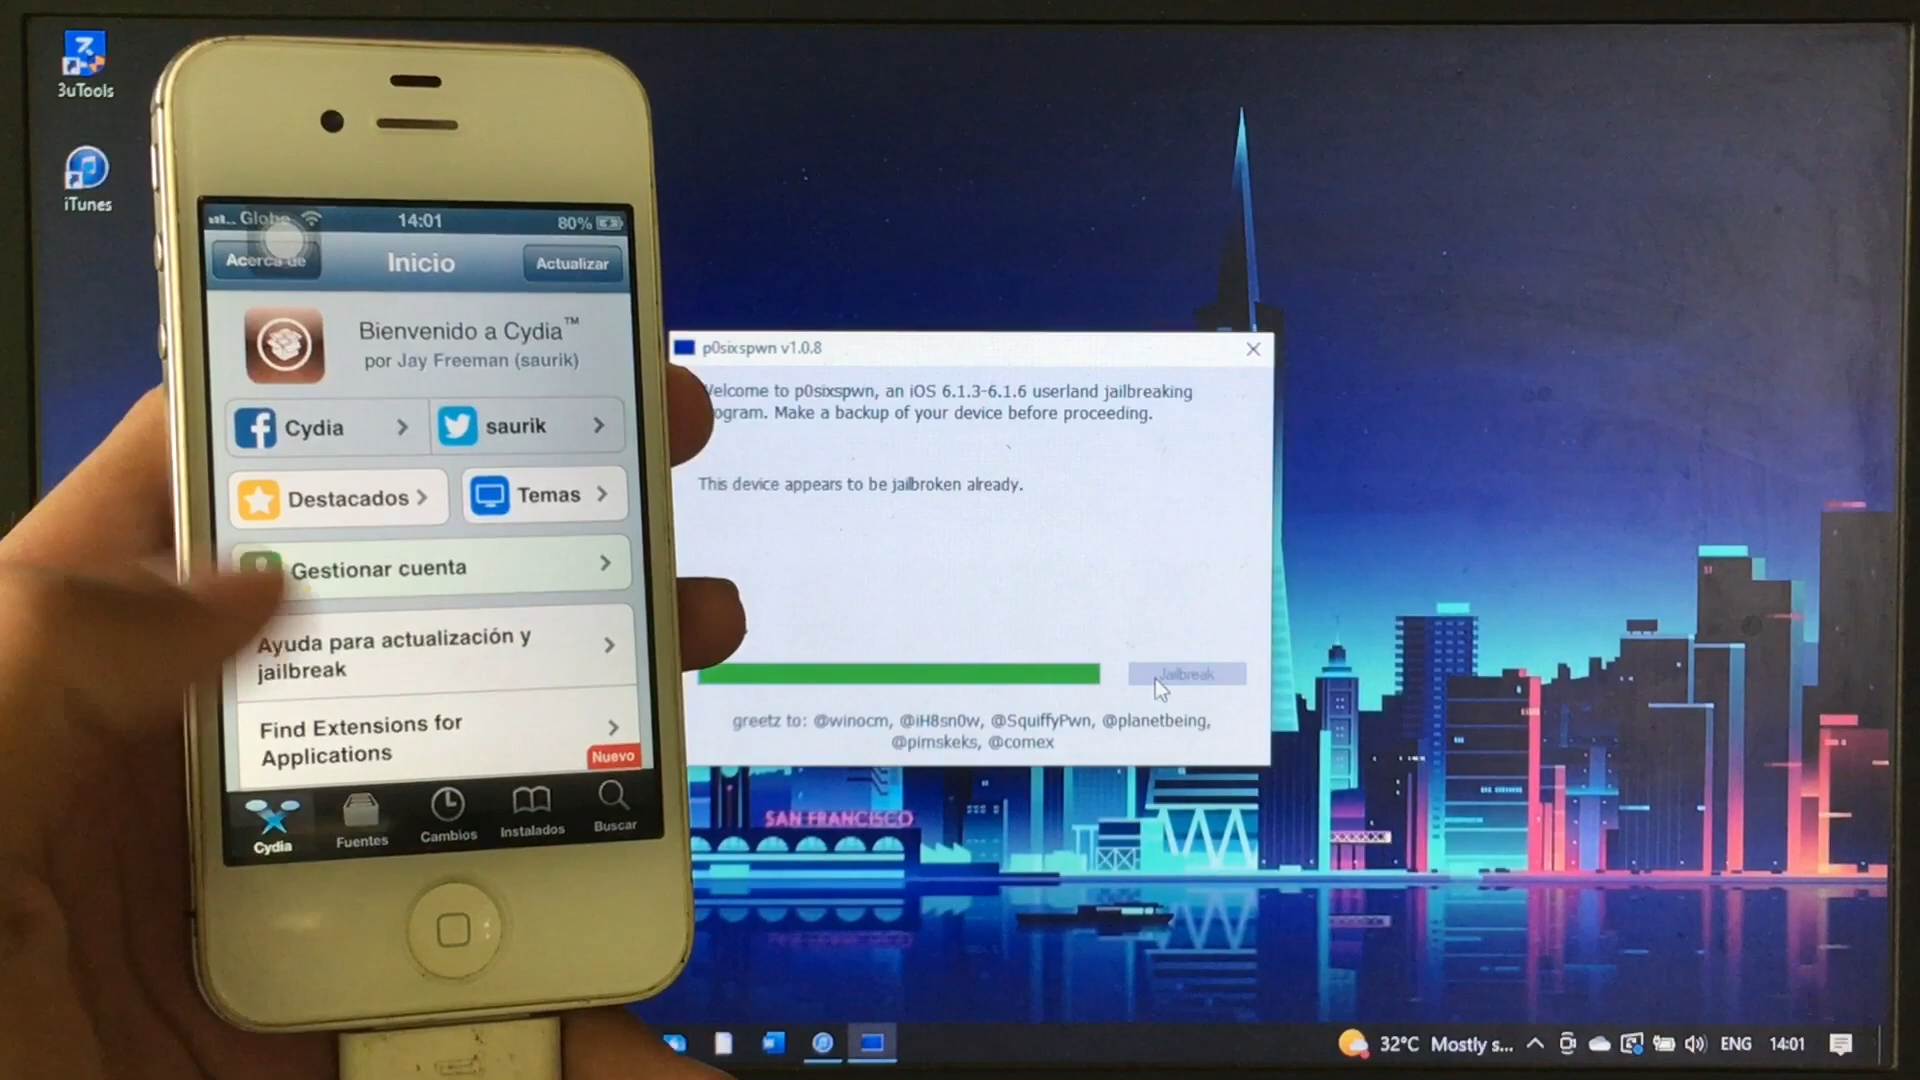 3uTools
iTunes
Globe
14:01
80%
Acerca de
Inicio
Actualizar
Bienvenido a Cydia™
por Jay Freeman (saurik)
Cydia
saurik
Destacados
Temas
Gestionar cuenta
Ayuda para actualización y
jailbreak
Find Extensions for
Applications
Nuevo
Cydia
Fuentes
Cambios
Instalados
Buscar
p0sixspwn v1.0.8
elcome to p0sixspwn, an iOS 6.1.3-6.1.6 userland jailbreaking
ogram. Make a backup of your device before proceeding.
This device appears to be jailbroken already.
Jailbreak
greetz to: @winocm, @iH8sn0w, @SquiffyPwn, @planetbeing,
@pimskeks, @comex
SAN FRANCISCO
32°C Mostly s...
ENG
14:01